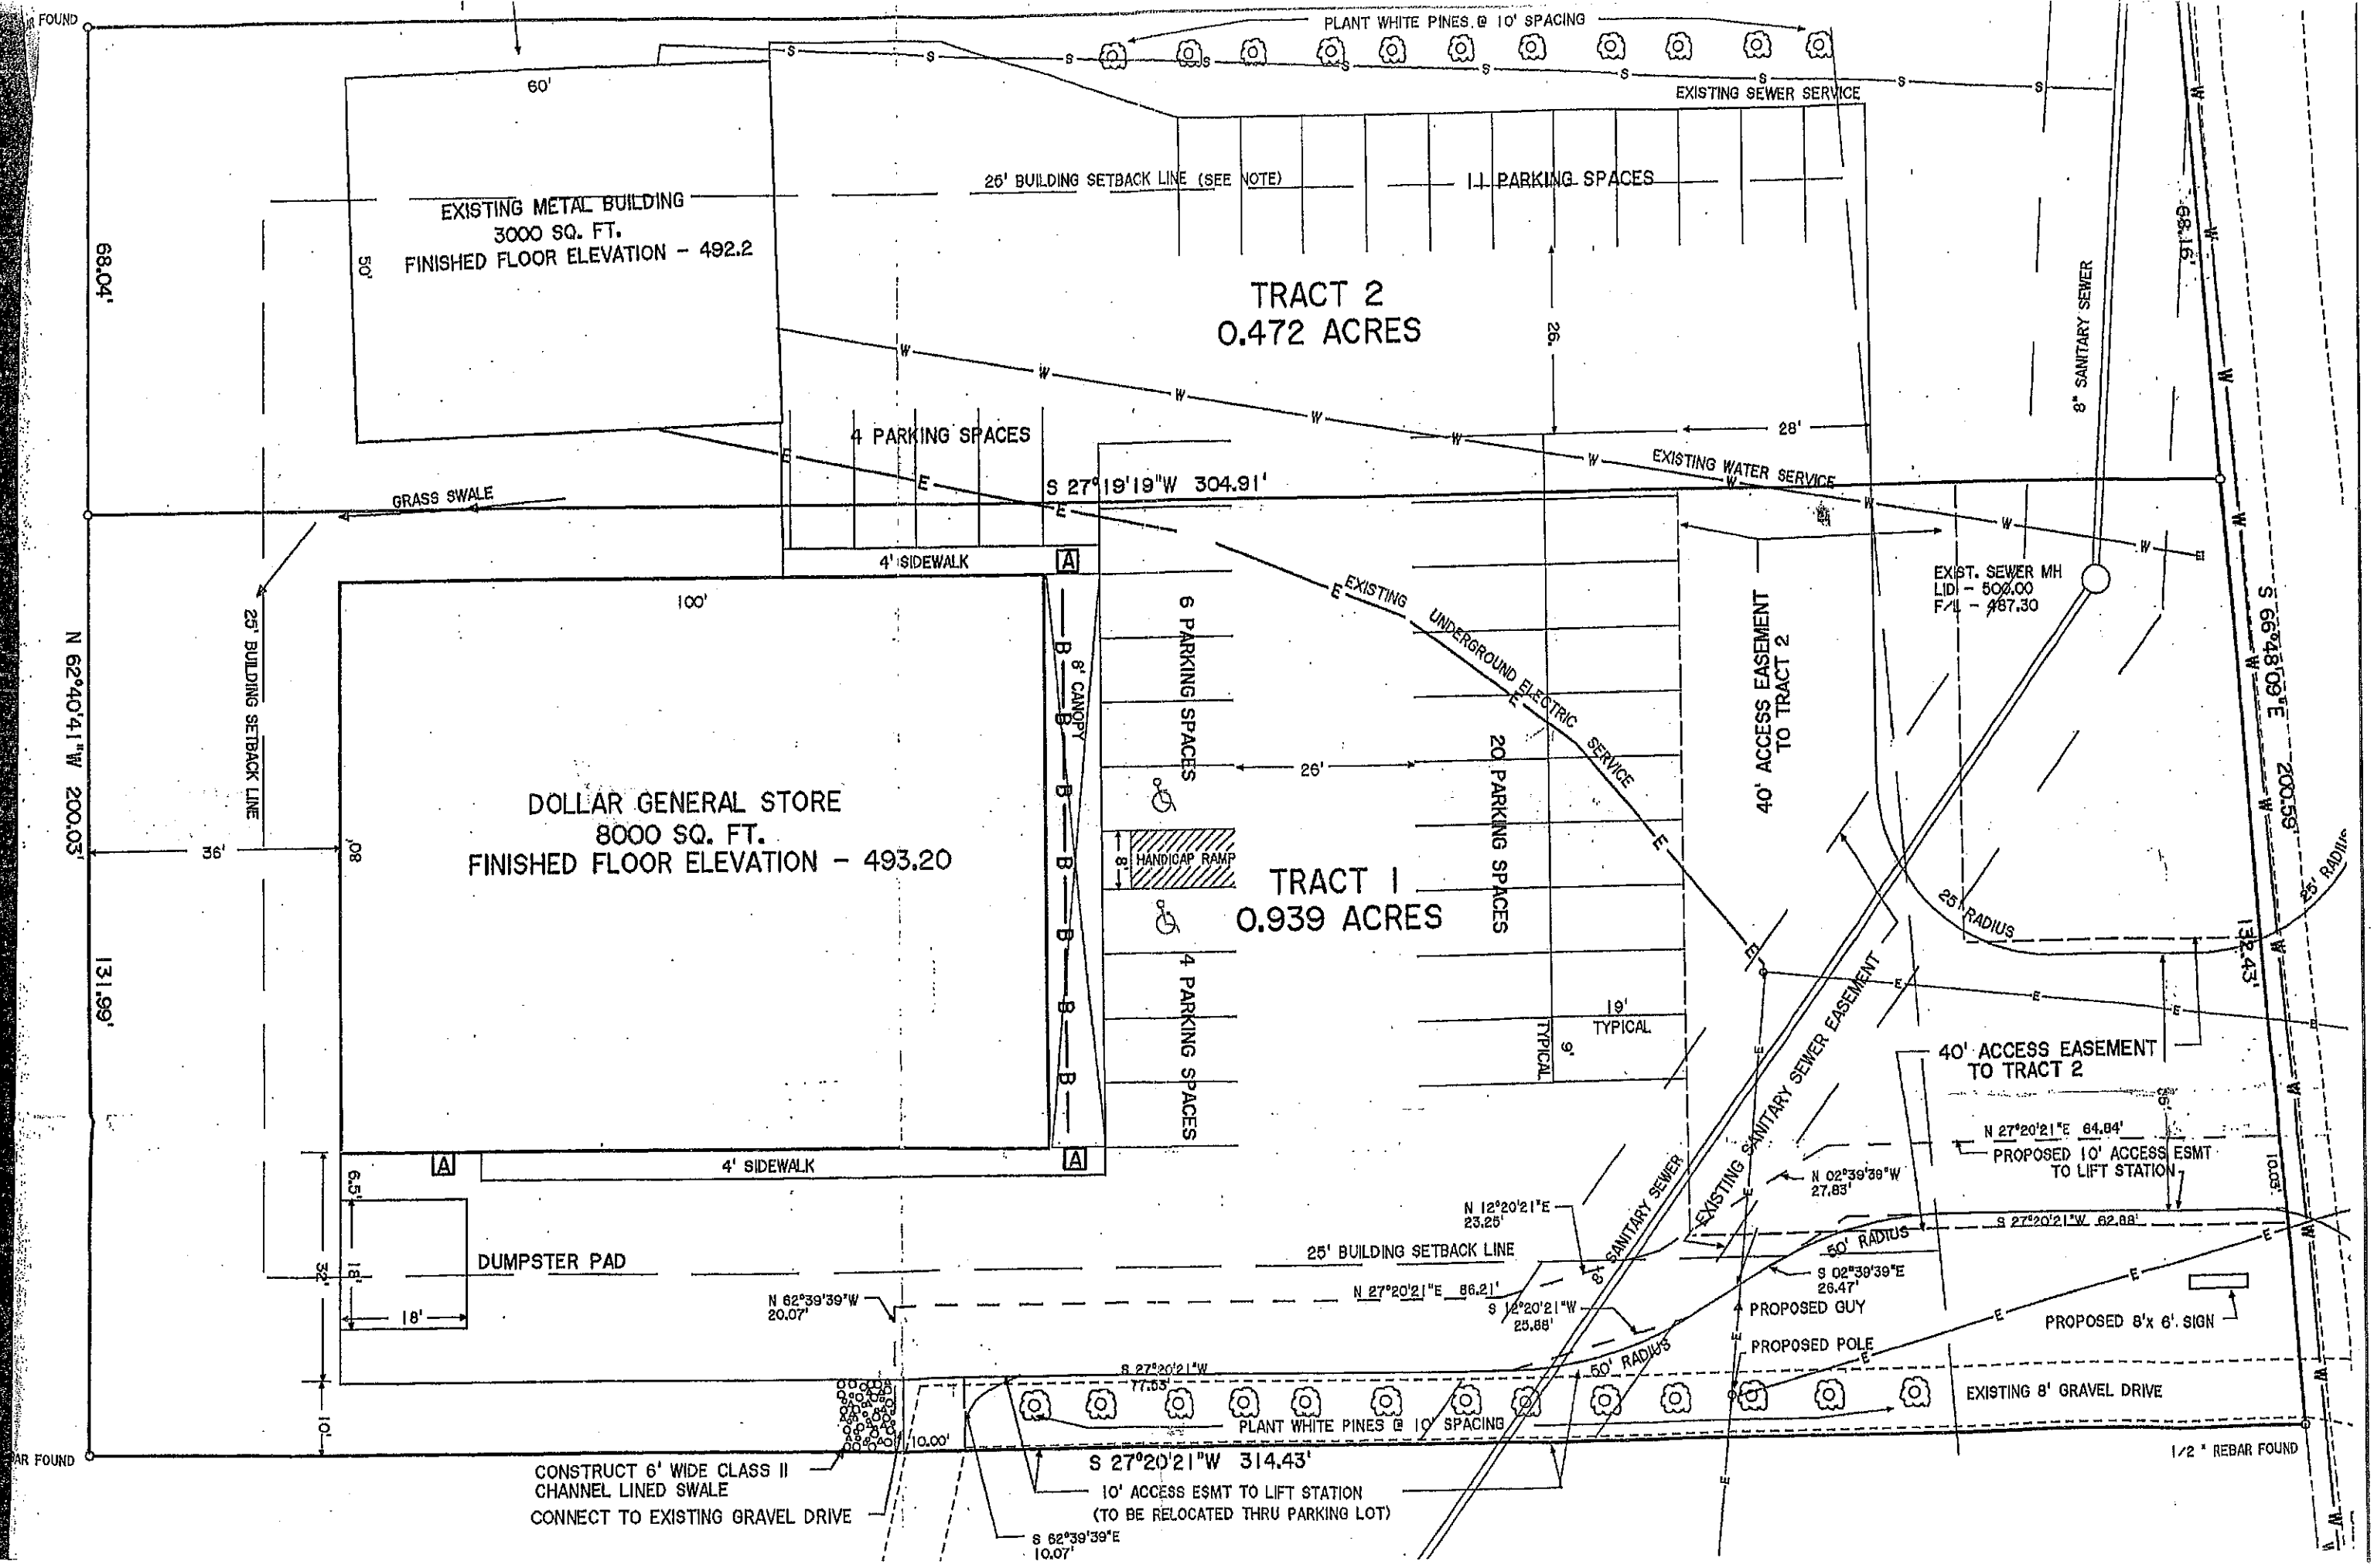 FOUND
PLANT WHITE PINES @ 10' SPACING
S S S S S S S S S S
EXISTING SEWER SERVICE
60'
25' BUILDING SETBACK LINE (SEE NOTE)
11 PARKING SPACES
EXISTING METAL BUILDING
3000 SQ. FT.
FINISHED FLOOR ELEVATION - 492.2
50'
68.04'
TRACT 2
0.472 ACRES
26'
8" SANITARY SEWER
68.16'
W W W W W W W W W W
4 PARKING SPACES
28'
EXISTING WATER SERVICE
E E E
S 27°19'19"W 304.91'
GRASS SWALE
4' SIDEWALK
A
100'
EXIST. SEWER MH
LID - 500.00
F/L - 487.30
S 66°48'09"E 200.59'
25' BUILDING SETBACK LINE
N 62°40'41"W 200.03'
6 PARKING SPACES
8' CANOPY
B B B B B B B
E EXISTING UNDERGROUND ELECTRIC SERVICE
E E E
40' ACCESS EASEMENT
TO TRACT 2
26'
20 PARKING SPACES
DOLLAR GENERAL STORE
8000 SQ. FT.
FINISHED FLOOR ELEVATION - 493.20
36'
80'
8'
HANDICAP RAMP
TRACT 1
0.939 ACRES
25' RADIUS
25' RADIUS
132.43'
131.99'
4 PARKING SPACES
19'
TYPICAL
9'
TYPICAL
EXISTING SANITARY SEWER EASEMENT
E E E E
40' ACCESS EASEMENT
TO TRACT 2
36'
N 27°20'21"E 64.84'
PROPOSED 10' ACCESS ESMT
TO LIFT STATION
10.03'
A
4' SIDEWALK
A
6.5'
18'
32'
18'
DUMPSTER PAD
N 02°39'39"W
27.83'
N 12°20'21"E
23.25'
8" SANITARY SEWER
S 27°20'21"W 62.88'
50' RADIUS
25' BUILDING SETBACK LINE
S 02°39'39"E
26.47'
N 27°20'21"E 86.21'
N 62°39'39"W
20.07'
S 12°20'21"W
25.88'
PROPOSED GUY
PROPOSED 8'x 6' SIGN
PROPOSED POLE
50' RADIUS
S 27°20'21"W
77.53'
EXISTING 8' GRAVEL DRIVE
10'
PLANT WHITE PINES @ 10' SPACING
10.00'
AR FOUND
S 27°20'21"W 314.43'
1/2 " REBAR FOUND
CONSTRUCT 6' WIDE CLASS II
CHANNEL LINED SWALE
CONNECT TO EXISTING GRAVEL DRIVE
10' ACCESS ESMT TO LIFT STATION
(TO BE RELOCATED THRU PARKING LOT)
S 62°39'39"E
10.07'